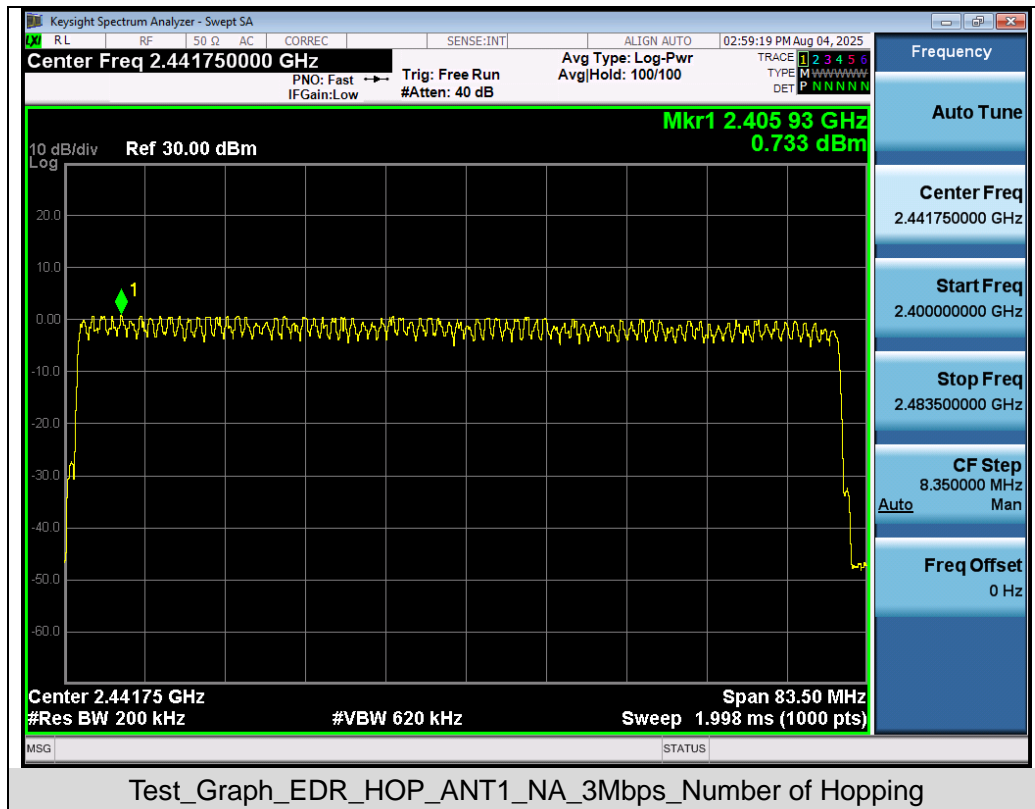 Keysight Spectrum Analyzer - Swept SA
LXI RL RF 50 Ω AC CORREC SENSE:INT ALIGN AUTO 02:59:19 PM Aug 04, 2025
Center Freq 2.441750000 GHz
PNO: Fast
IFGain:Low
Trig: Free Run
#Atten: 40 dB
Avg Type: Log-Pwr
Avg|Hold: 100/100
TRACE 1 2 3 4 5 6
TYPE M WWWWW
DET P N N N N N
Mkr1 2.405 93 GHz
0.733 dBm
10 dB/div Ref 30.00 dBm
Log
20.0
10.0
0.00
-10.0
-20.0
-30.0
-40.0
-50.0
-60.0
1
Center 2.44175 GHz Span 83.50 MHz
#Res BW 200 kHz #VBW 620 kHz Sweep 1.998 ms (1000 pts)
MSG STATUS
Frequency
Auto Tune
Center Freq
2.441750000 GHz
Start Freq
2.400000000 GHz
Stop Freq
2.483500000 GHz
CF Step
8.350000 MHz
Auto Man
Freq Offset
0 Hz
Test_Graph_EDR_HOP_ANT1_NA_3Mbps_Number of Hopping